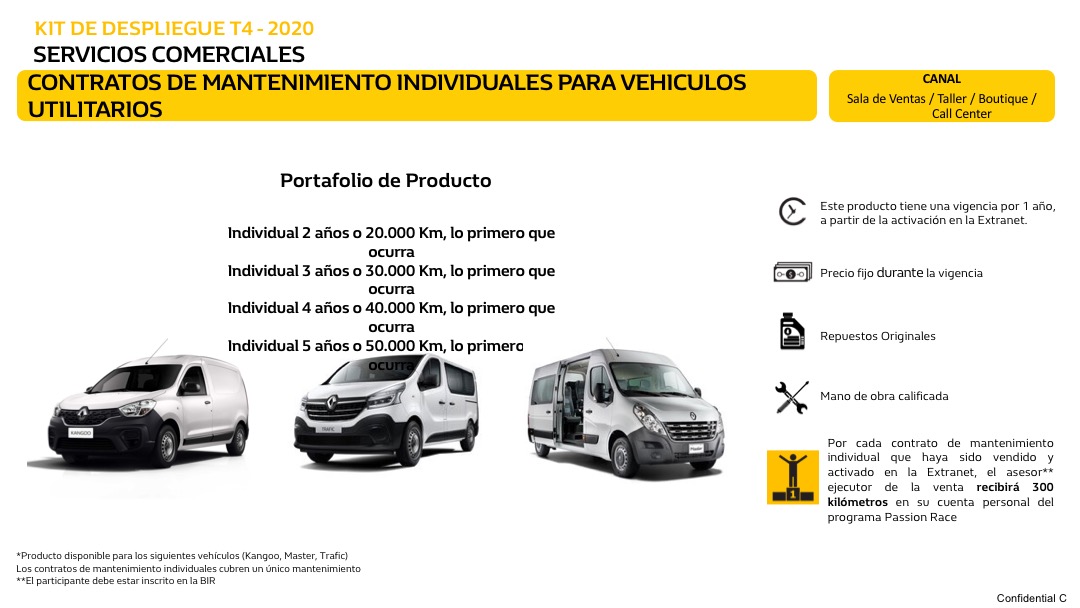 KIT DE DESPLIEGUE T4 - 2020
SERVICIOS COMERCIALES
CONTRATOS DE MANTENIMIENTO INDIVIDUALES PARA VEHICULOS
UTILITARIOS
CANAL
Sala de Ventas / Taller / Boutique /
Call Center
Portafolio de Producto
Individual 2 años o 20.000 Km, lo primero que
ocurra
Individual 3 años o 30.000 Km, lo primero que
ocurra
Individual 4 años o 40.000 Km, lo primero que
ocurra
Individual 5 años o 50.000 Km, lo primero
ocurra
KANGOO
TRAFIC
Este producto tiene una vigencia por 1 año,
a partir de la activación en la Extranet.
Precio fijo durante la vigencia
Repuestos Originales
Mano de obra calificada
1
Por cada contrato de mantenimiento
individual que haya sido vendido y
activado en la Extranet, el asesor**
ejecutor de la venta recibirá 300
kilómetros en su cuenta personal del
programa Passion Race
*Producto disponible para los siguientes vehículos (Kangoo, Master, Trafic)
Los contratos de mantenimiento individuales cubren un único mantenimiento
**El participante debe estar inscrito en la BIR
Confidential C